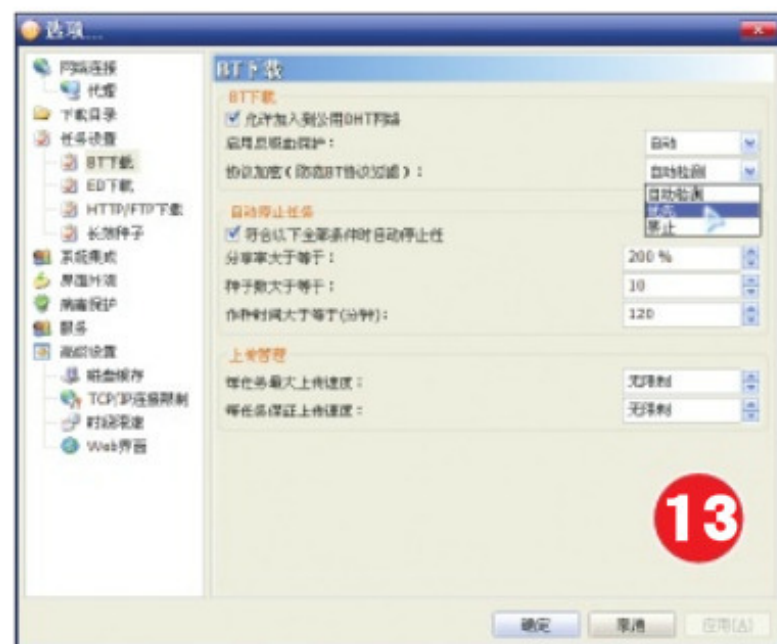 选项...
网络连接
代理
下载目录
任务设置
BT下载
ED下载
HTTP/FTP下载
长效种子
系统集成
界面外观
病毒保护
服务
高级设置
磁盘缓存
TCP/IP连接限制
时段限速
Web界面
BT下载
BT下载
允许加入到公用DHT网络
启用反吸血保护：
自动
协议加密(防范BT协议过滤)：
自动检测
自动检测
优先
禁止
自动停止任务
符合以下全部条件时自动停止任
分享率大于等于：
200 %
种子数大于等于：
10
作种时间大于等于(分钟)：
120
上传管理
每任务最大上传速度：
无限制
每任务保证上传速度：
无限制
13
确定
取消
应用(A)